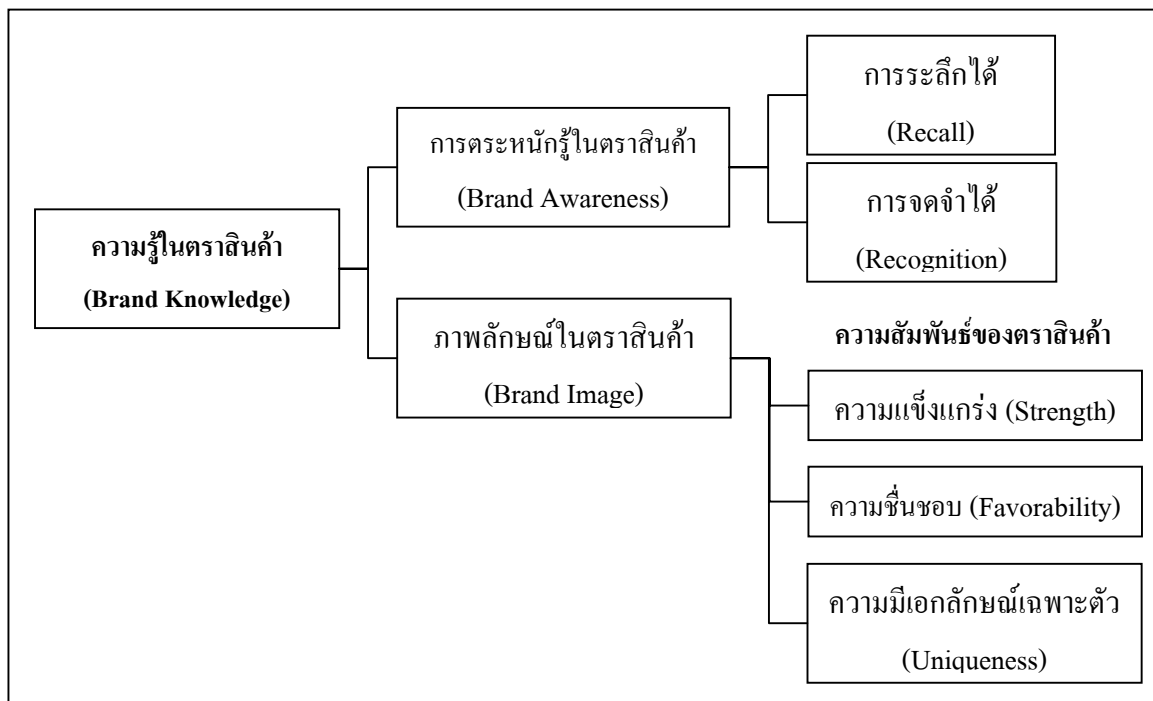 ความรู้ในตราสินค้า
(Brand Knowledge)
การตระหนักรู้ในตราสินค้า
(Brand Awareness)
การระลึกได้
(Recall)
การจดจำได้
(Recognition)
ภาพลักษณ์ในตราสินค้า
(Brand Image)
ความสัมพันธ์ของตราสินค้า
ความแข็งแกร่ง (Strength)
ความชื่นชอบ (Favorability)
ความมีเอกลักษณ์เฉพาะตัว
(Uniqueness)